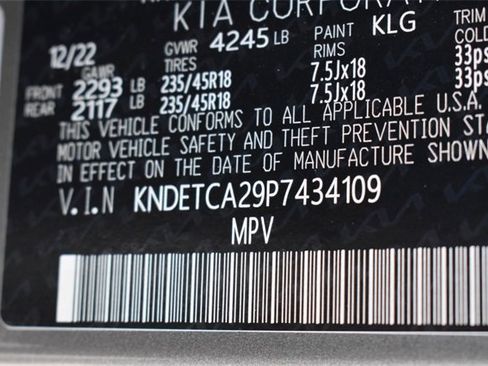 KIA CORPORAT
12/22 GVWR 4245 LB PAINT KLG TRIM
GAWR TIRES RIMS COLD
FRONT 2293 LB 235/45R18 7.5Jx18 33ps
REAR 2117 LB 235/45R18 7.5Jx18 33ps
THIS VEHICLE CONFORMS TO ALL APPLICABLE U.S.A.
MOTOR VEHICLE SAFETY AND THEFT PREVENTION STA
IN EFFECT ON THE DATE OF MANUFACTURE SHOWN
V.I.N KNDETCA29P7434109
MPV